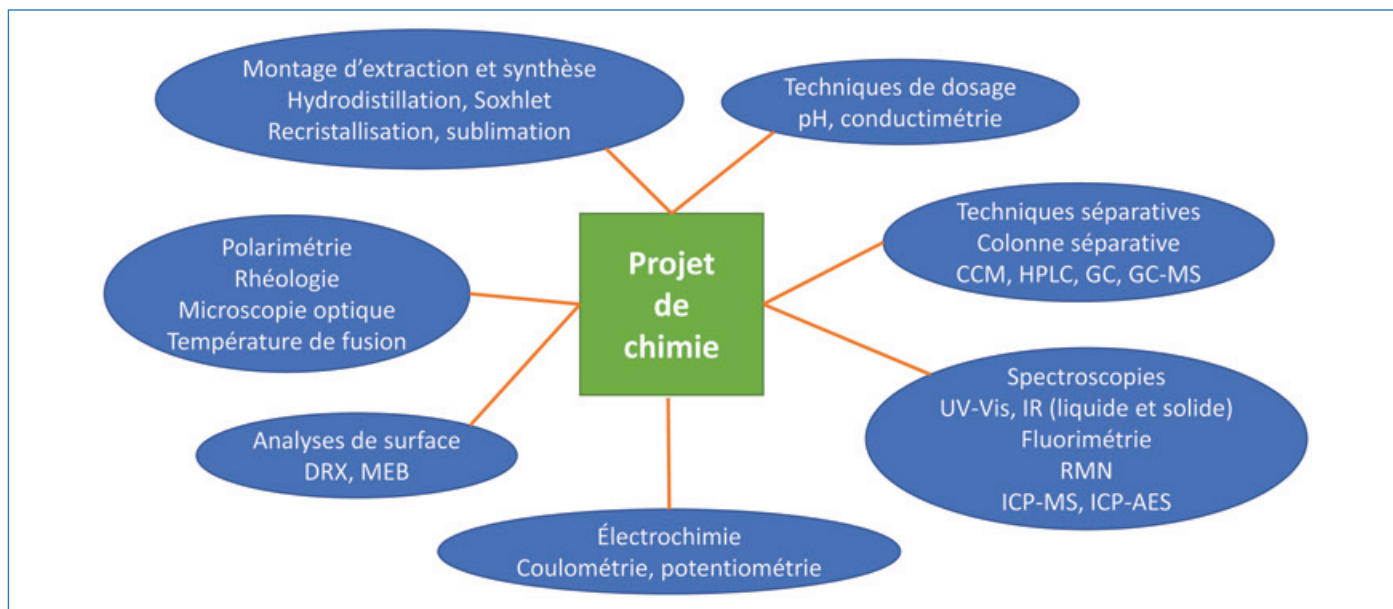 Montage d'extraction et synthèse
Hydrodistillation, Soxhlet
Recristallisation, sublimation
Techniques de dosage
pH, conductimétrie
Techniques séparatives
Colonne séparative
CCM, HPLC, GC, GC-MS
Polarimétrie
Rhéologie
Microscopie optique
Température de fusion
Projet
de
chimie
Spectroscopies
UV-Vis, IR (liquide et solide)
Fluorimétrie
RMN
ICP-MS, ICP-AES
Analyses de surface
DRX, MEB
Électrochimie
Coulométrie, potentiométrie